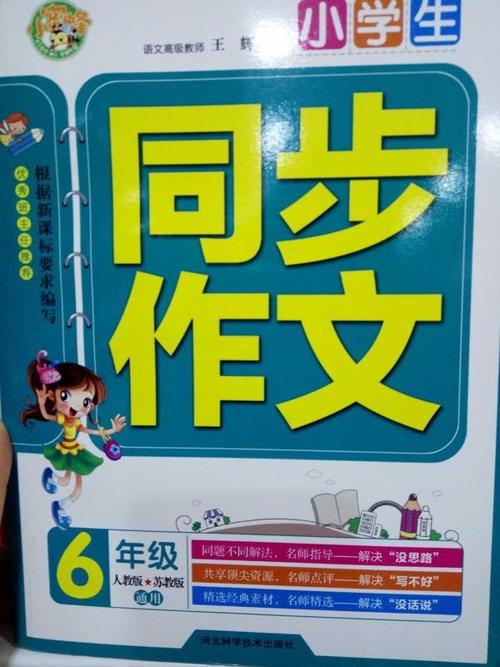 小学生
语文高级教师 王辉
同步
作文
优秀班主任推荐
根据新课标要求编写
6年级
人教版★苏教版
通用
同题不同解法，名师指导——解决“没思路”
共享顶尖资源，名师点评——解决“写不好”
精选经典素材，名师精选——解决“没话说”
河北科学技术出版社